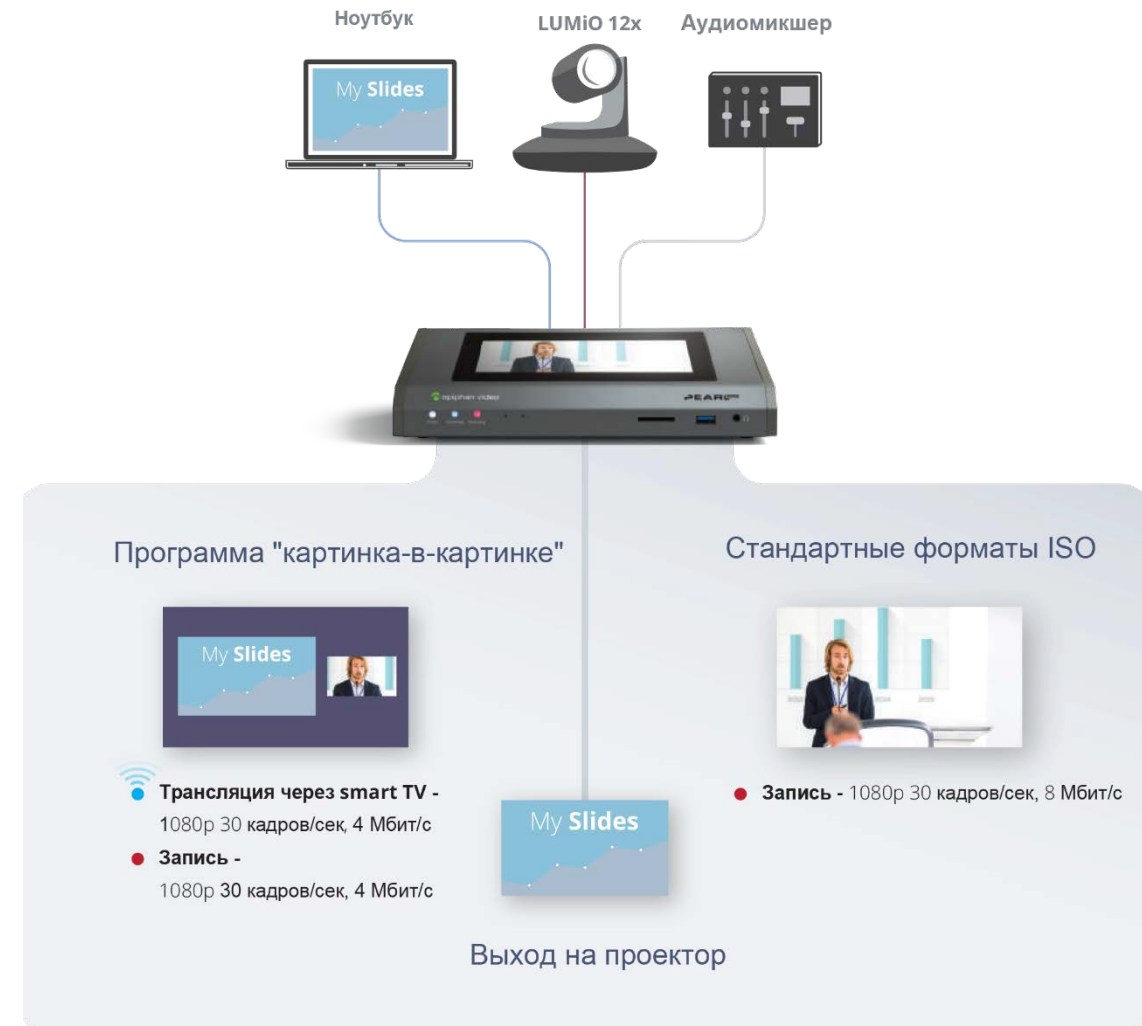 Ноутбук
LUMiO 12x
Аудиомикшер
My Slides
epiphan video
PEARL
Программа "картинка-в-картинке"
Стандартные форматы ISO
My Slides
Трансляция через smart TV -
1080p 30 кадров/сек, 4 Мбит/с
Запись -
1080p 30 кадров/сек, 4 Мбит/с
Запись - 1080p 30 кадров/сек, 8 Мбит/с
My Slides
Выход на проектор